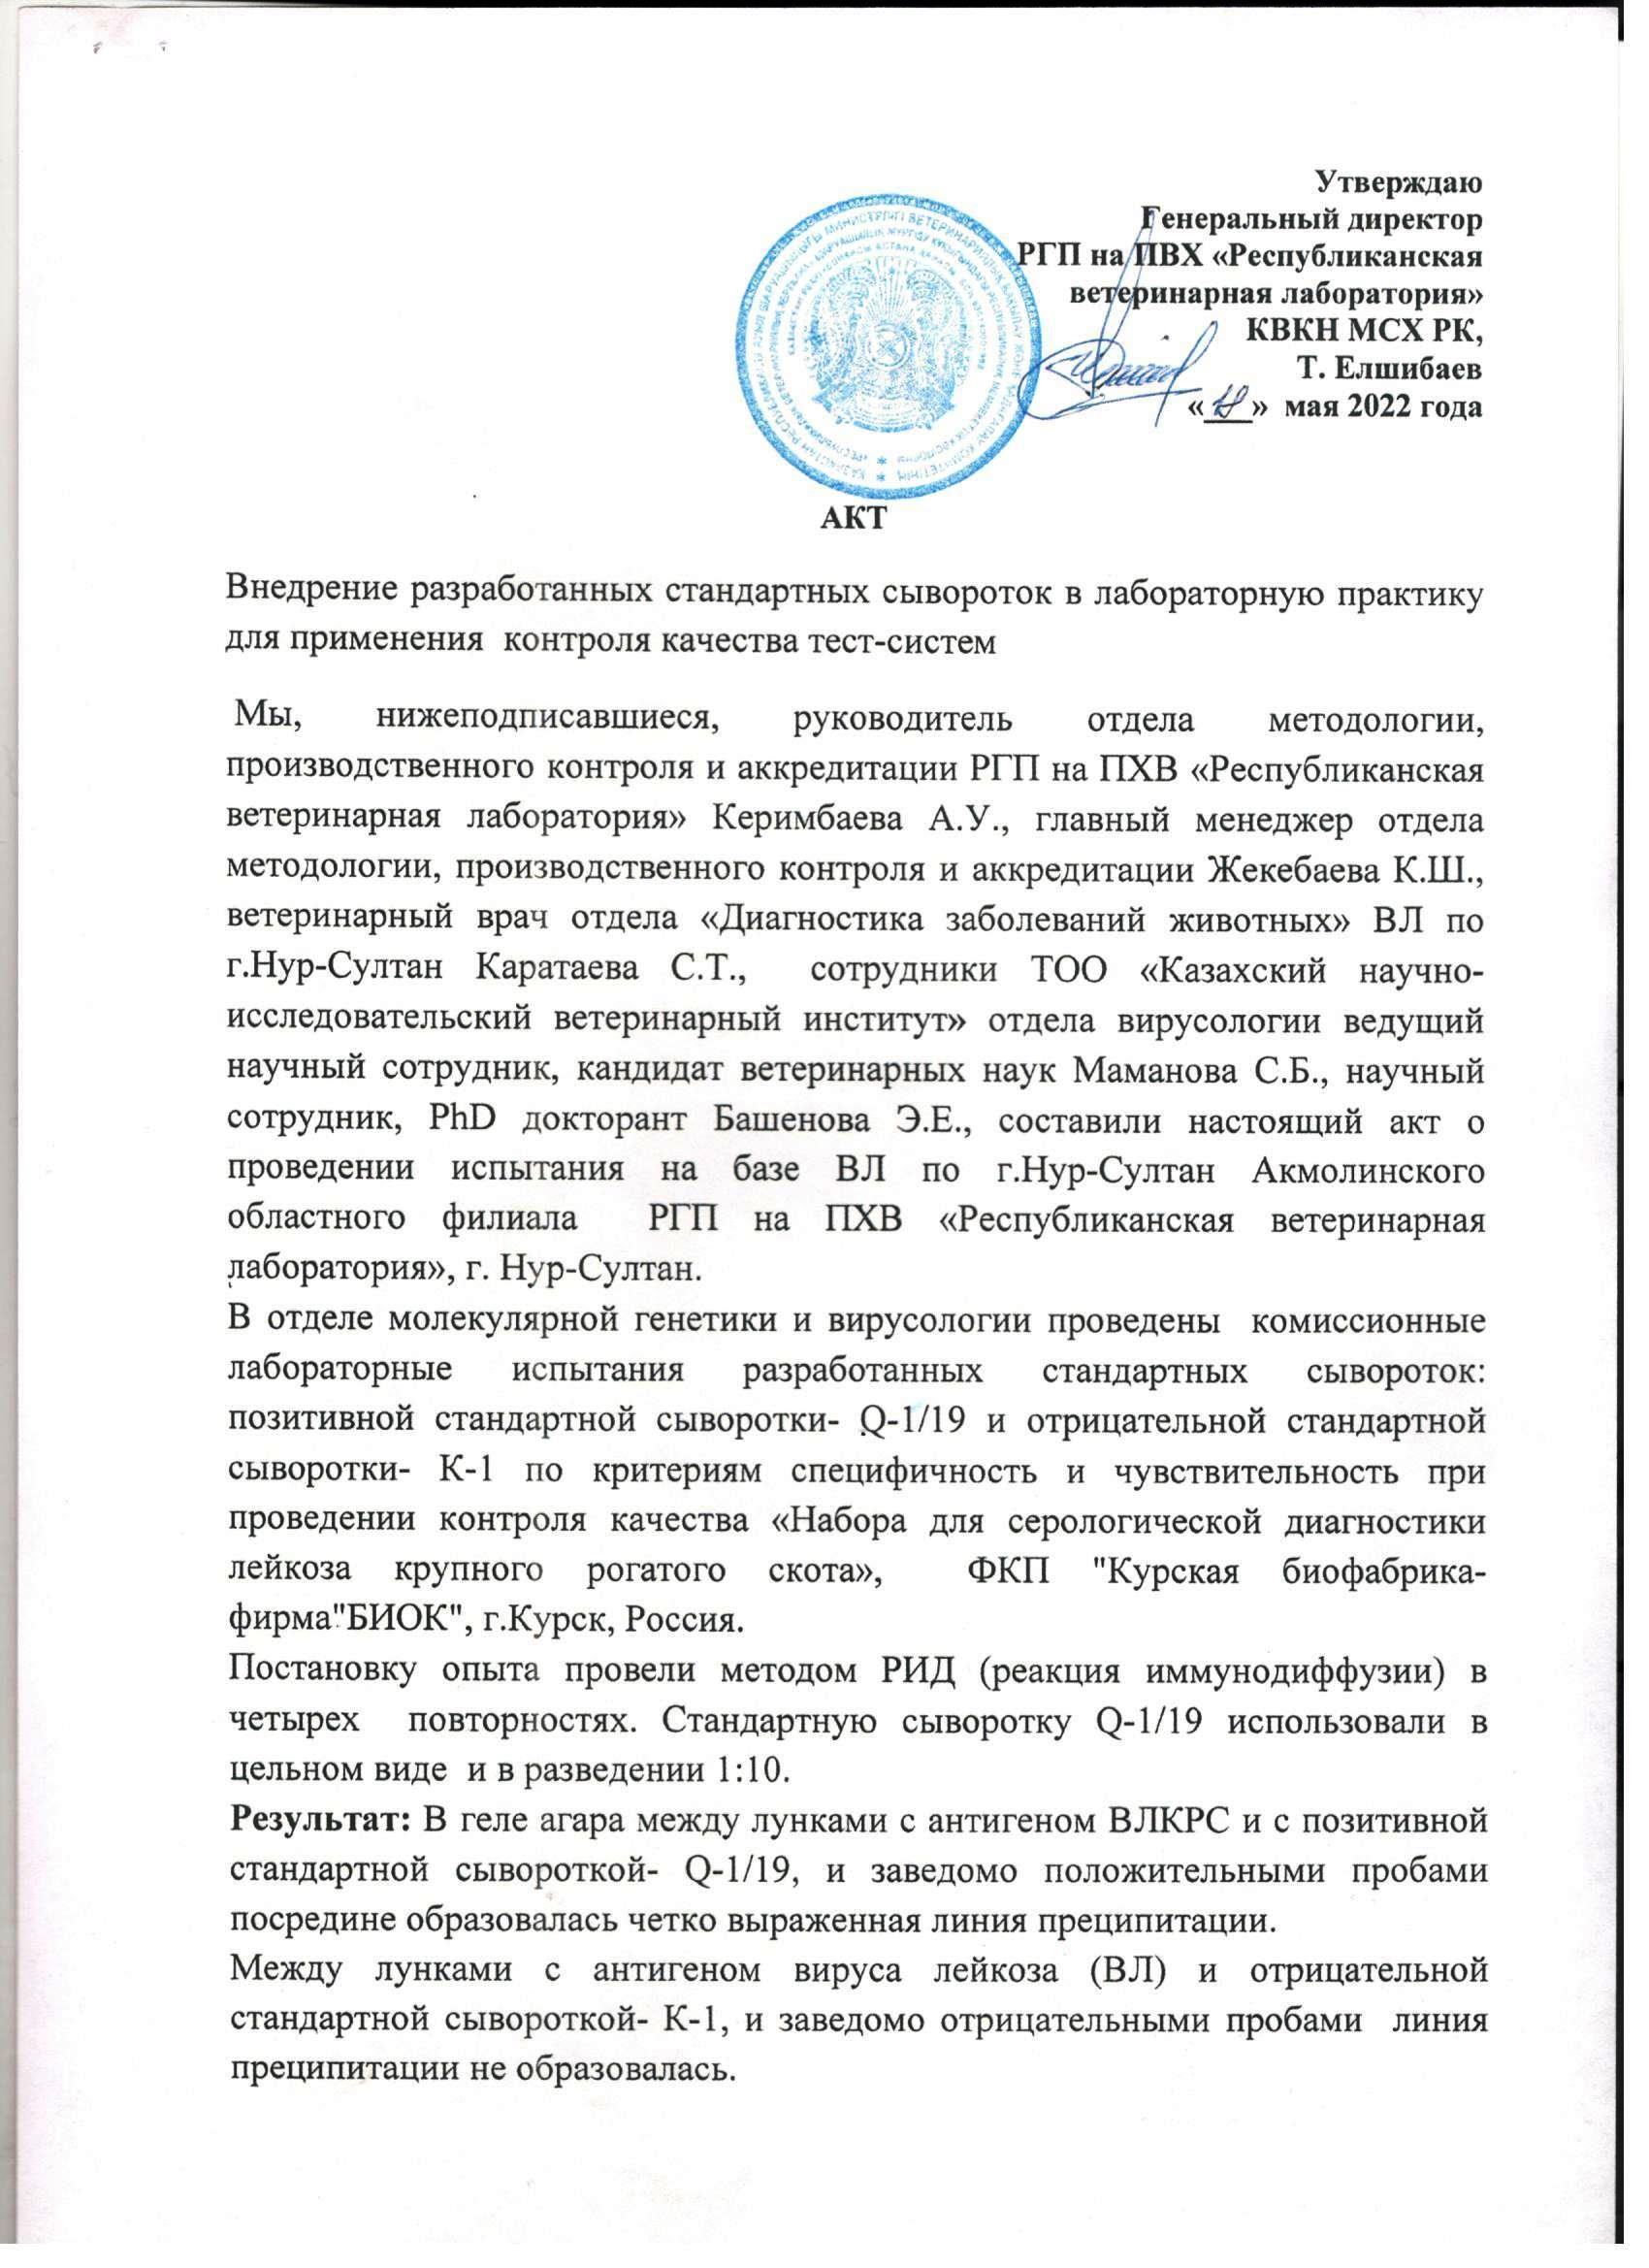 Утверждаю
Генеральный директор
РГП на ПВХ «Республиканская
ветеринарная лаборатория»
КВКН МСХ РК,
Т. Елшибаев
« » мая 2022 года
АКТ
Внедрение разработанных стандартных сывороток в лабораторную практику
для применения контроля качества тест-систем
Мы, нижеподписавшиеся, руководитель отдела методологии,
производственного контроля и аккредитации РГП на ПХВ «Республиканская
ветеринарная лаборатория» Керимбаева А.У., главный менеджер отдела
методологии, производственного контроля и аккредитации Жекебаева К.Ш.,
ветеринарный врач отдела «Диагностика заболеваний животных» ВЛ по
г.Нур-Султан Каратаева С.Т., сотрудники ТОО «Казахский научно-
исследовательский ветеринарный институт» отдела вирусологии ведущий
научный сотрудник, кандидат ветеринарных наук Маманова С.Б., научный
сотрудник, PhD докторант Башенова Э.Е., составили настоящий акт о
проведении испытания на базе ВЛ по г.Нур-Султан Акмолинского
областного филиала РГП на ПХВ «Республиканская ветеринарная
лаборатория», г. Нур-Султан.
В отделе молекулярной генетики и вирусологии проведены комиссионные
лабораторные испытания разработанных стандартных сывороток:
позитивной стандартной сыворотки- Q-1/19 и отрицательной стандартной
сыворотки- К-1 по критериям специфичность и чувствительность при
проведении контроля качества «Набора для серологической диагностики
лейкоза крупного рогатого скота», ФКП "Курская биофабрика-
фирма"БИОК", г.Курск, Россия.
Постановку опыта провели методом РИД (реакция иммунодиффузии) в
четырех повторностях. Стандартную сыворотку Q-1/19 использовали в
цельном виде и в разведении 1:10.
Результат: В геле агара между лунками с антигеном ВЛКРС и с позитивной
стандартной сывороткой- Q-1/19, и заведомо положительными пробами
посредине образовалась четко выраженная линия преципитации.
Между лунками с антигеном вируса лейкоза (ВЛ) и отрицательной
стандартной сывороткой- К-1, и заведомо отрицательными пробами линия
преципитации не образовалась.